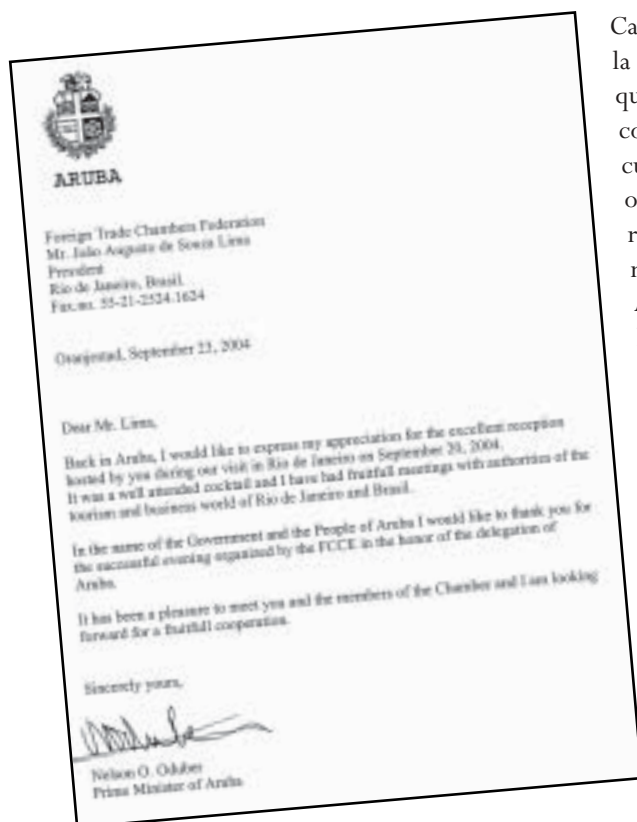 ARUBA
Foreign Trade Chambers Federation
Mr. João Augusto de Souza Lima
President
Rio de Janeiro, Brasil.
Fax.nr. 55-21-2524.1624
Oranjestad, September 23, 2004
Dear Mr. Lima,
Back in Aruba, I would like to express my appreciation for the excellent reception
hosted by you during our visit in Rio de Janeiro on September 20, 2004.
It was a well attended cocktail and I have had fruitfull meetings with authorities of the
tourism and business world of Rio de Janeiro and Brasil.
In the name of the Government and the People of Aruba I would like to thank you for
the successful evening organized by the FCCE in the honor of the delegation of
Aruba.
It has been a pleasure to meet you and the members of the Chamber and I am looking
forward for a fruitfull cooperation.
Sincerely yours,
Nelson O. Oduber
Prime Minister of Aruba
Ca
la
qu
co
cu
o
r